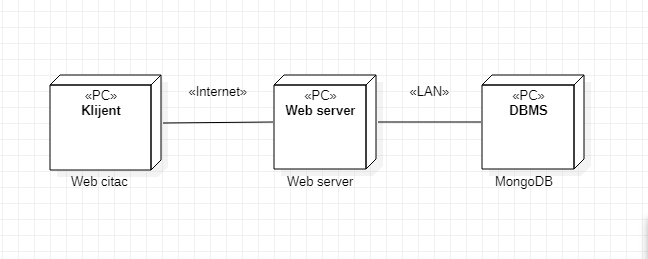 «PC»
Klijent
Web citac
«Internet»
«PC»
Web server
Web server
«LAN»
«PC»
DBMS
MongoDB